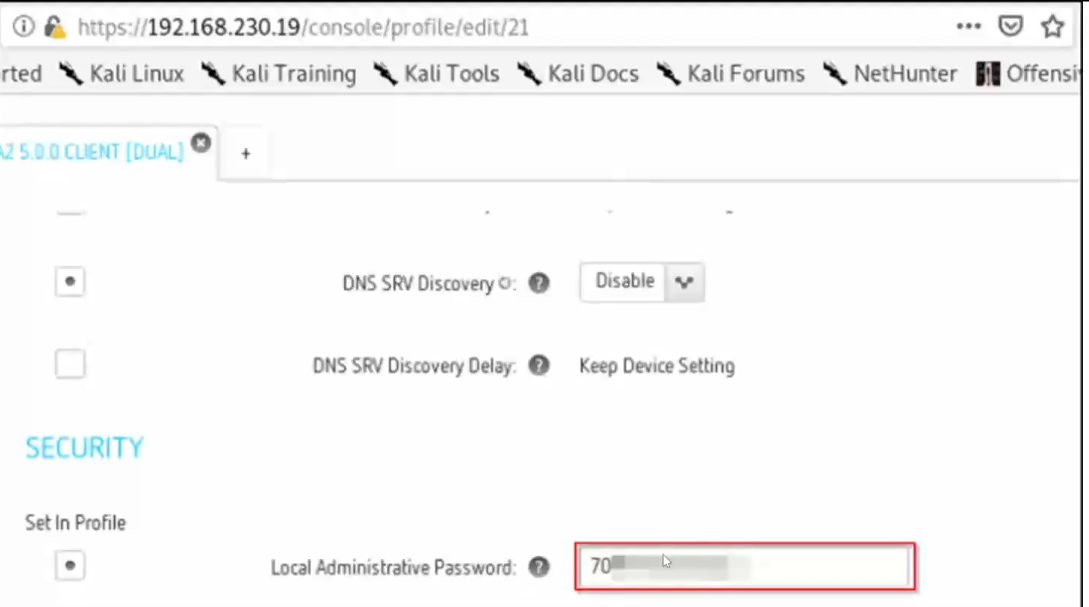 https://192.168.230.19/console/profile/edit/21
rted Kali Linux Kali Training Kali Tools Kali Docs Kali Forums NetHunter Offensi
A2 5.0.0 CLIENT [DUAL] +
DNS SRV Discovery : Disable
DNS SRV Discovery Delay: Keep Device Setting
SECURITY
Set In Profile
Local Administrative Password: 70